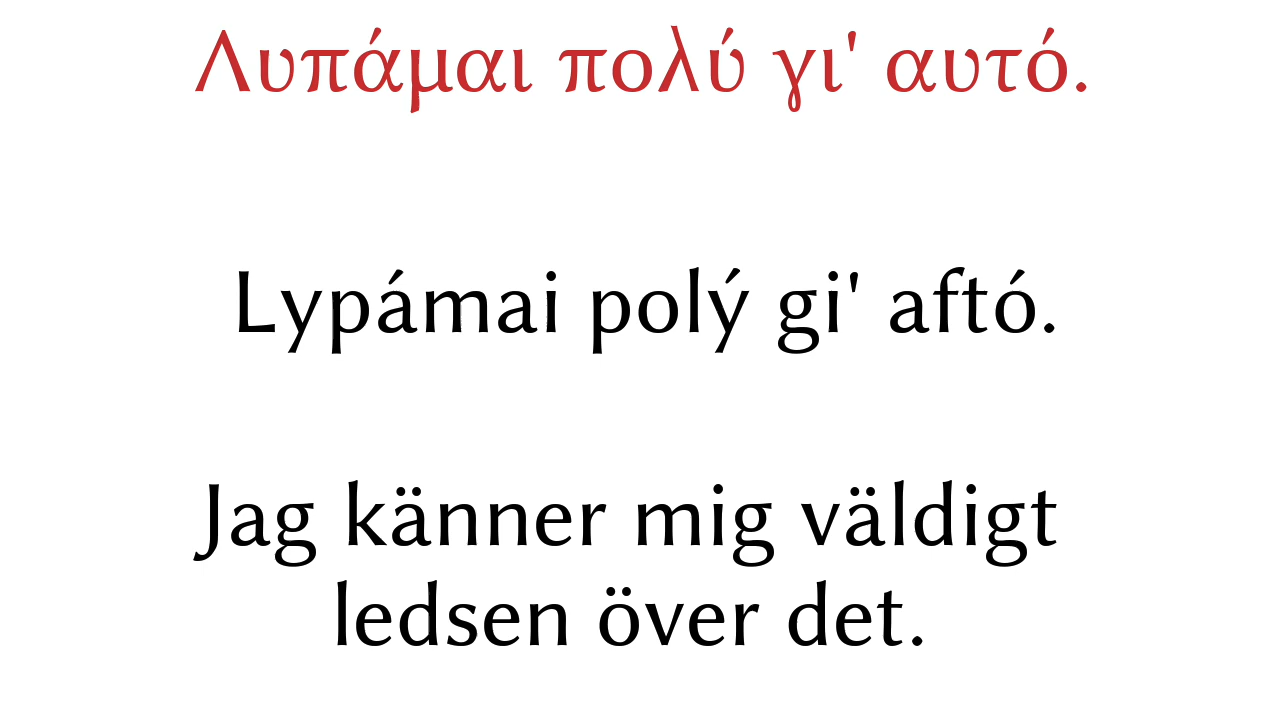 Λυπάμαι πολύ γι' αυτό.
Lypámai polý gi' aftó.
Jag känner mig väldigt
ledsen över det.